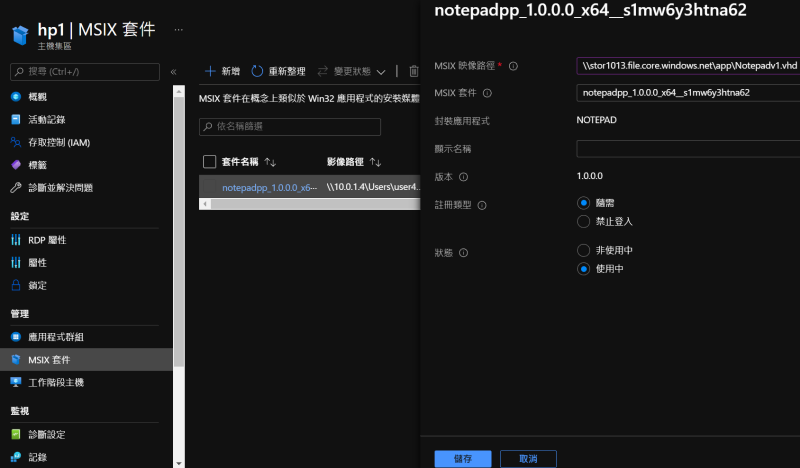 hp1 | MSIX 套件
...
主機集區
搜尋 (Ctrl+/)
«
概觀
活動記錄
存取控制 (IAM)
標籤
診斷並解決問題
設定
RDP 屬性
屬性
鎖定
管理
應用程式群組
MSIX 套件
工作階段主機
監視
診斷設定
記錄
新增
重新整理
變更狀態
MSIX 套件在概念上類似於 Win32 應用程式的安裝媒體
依名稱篩選
套件名稱 ↑↓
影像路徑 ↑↓
notepadpp_1.0.0.0_x6...
\\10.0.1.4\Users\user4...
notepadpp_1.0.0.0_x64__s1mw6y3htna62
MSIX 映像路徑 *
\\stor1013.file.core.windows.net\app\Notepadv1.vhd
MSIX 套件
notepadpp_1.0.0.0_x64__s1mw6y3htna62
封裝應用程式
NOTEPAD
顯示名稱
版本
1.0.0.0
註冊類型
隨需
禁止登入
狀態
非使用中
使用中
儲存
取消